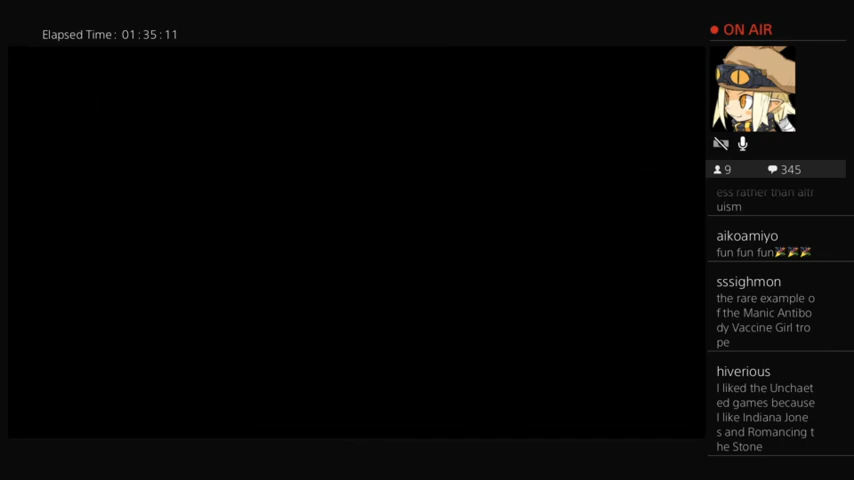 Elapsed Time: 01:35:11
ON AIR
9 345
ess rather than altr
uism
aikoamiyo
fun fun fun🎉🎉🎉
sssighmon
the rare example o
f the Manic Antibo
dy Vaccine Girl tro
pe
hiverious
I liked the Unchaet
ed games because
I like Indiana Jone
s and Romancing t
he Stone